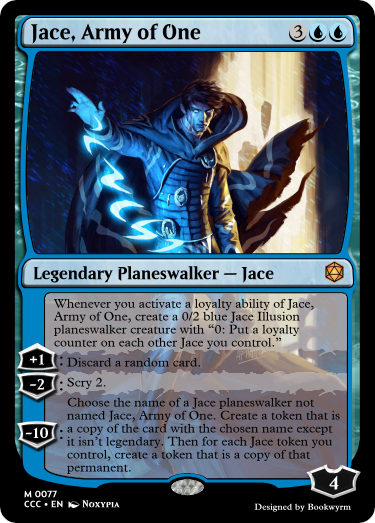 Jace, Army of One 3
Legendary Planeswalker — Jace
Whenever you activate a loyalty ability of Jace,
Army of One, create a 0/2 blue Jace Illusion
planeswalker creature with “0: Put a loyalty
counter on each other Jace you control.”
+1: Discard a random card.
-2: Scry 2.
Choose the name of a Jace planeswalker not
named Jace, Army of One. Create a token that is
a copy of the card with the chosen name except
-10: it isn’t legendary. Then for each Jace token you
control, create a token that is a copy of that
permanent.
4
M 0077
CCC • EN Noxypia Designed by Bookwyrm